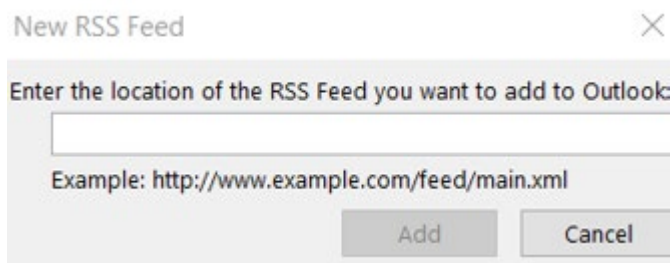 New RSS Feed
Enter the location of the RSS Feed you want to add to Outlook:
Example: http://www.example.com/feed/main.xml
Add Cancel